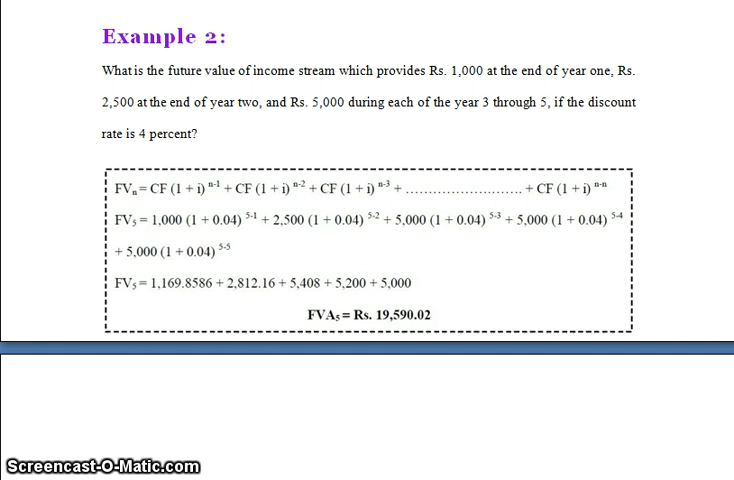 Example 2:
What is the future value of income stream which provides Rs. 1,000 at the end of year one, Rs.
2,500 at the end of year two, and Rs. 5,000 during each of the year 3 through 5, if the discount
rate is 4 percent?
FVₙ = CF (1 + i) ⁿ⁻¹ + CF (1 + i) ⁿ⁻² + CF (1 + i) ⁿ⁻³ + ............................ + CF (1 + i) ⁿ⁻ⁿ
FV₅ = 1,000 (1 + 0.04) ⁵⁻¹ + 2,500 (1 + 0.04) ⁵⁻² + 5,000 (1 + 0.04) ⁵⁻³ + 5,000 (1 + 0.04) ⁵⁻⁴
+ 5,000 (1 + 0.04) ⁵⁻⁵
FV₅ = 1,169.8586 + 2,812.16 + 5,408 + 5,200 + 5,000
FVA₅ = Rs. 19,590.02
Screencast-O-Matic.com